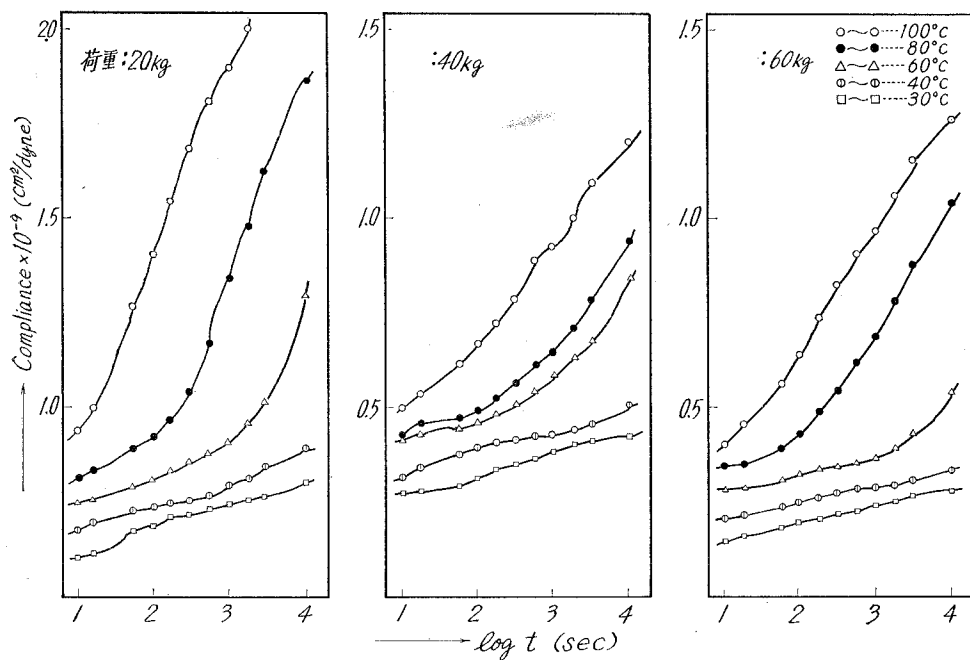 荷重:20kg
:40kg
:60kg
○~○----100°C
●~●----80°C
△~△-----60°C
⦶~⦶-----40°C
□~□-----30°C
20
1.5
1.0
1.5
1.0
0.5
1.5
1.0
0.5
Compliance×10⁻⁹ (cm²/dyne)
1 2 3 4
1 2 3 4
1 2 3 4
log t (sec)